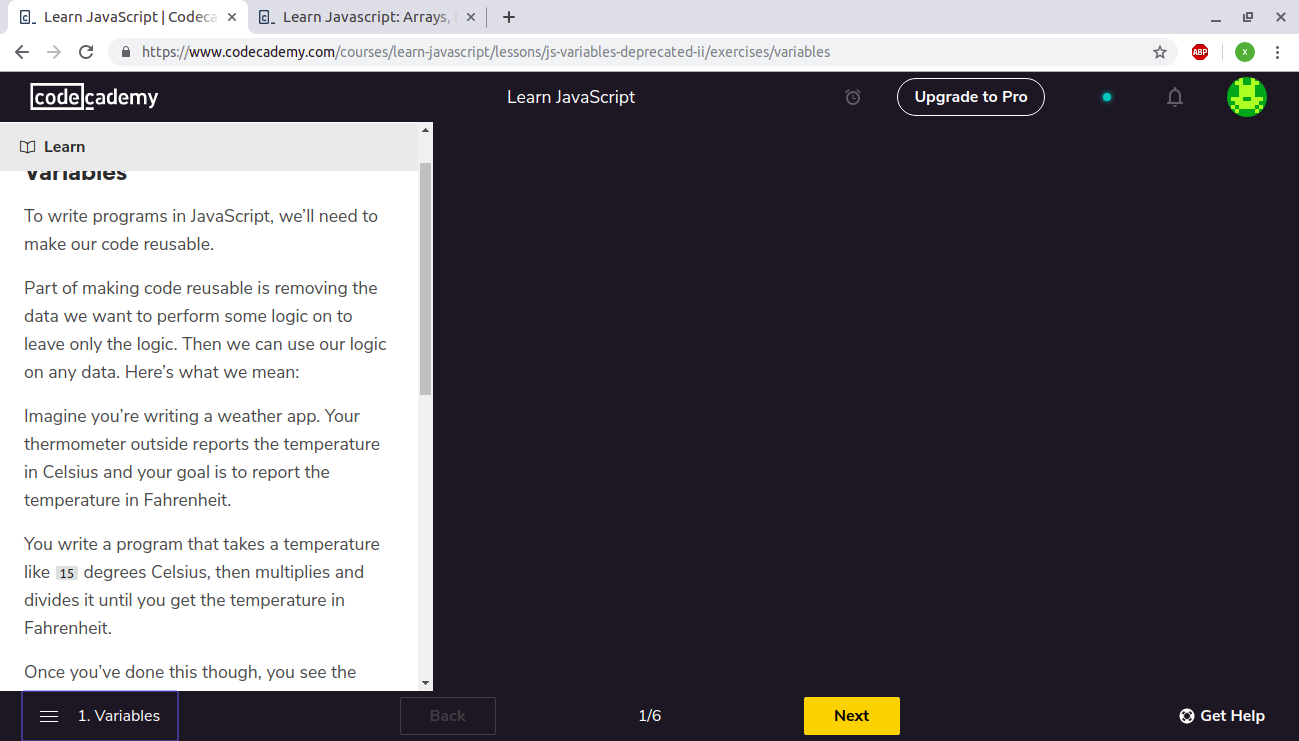 Learn JavaScript | Codeca
Learn Javascript: Arrays,
https://www.codecademy.com/courses/learn-javascript/lessons/js-variables-deprecated-ii/exercises/variables
ABP
X
codecademy
Learn JavaScript
Upgrade to Pro
Learn
Variables
To write programs in JavaScript, we’ll need to
make our code reusable.
Part of making code reusable is removing the
data we want to perform some logic on to
leave only the logic. Then we can use our logic
on any data. Here’s what we mean:
Imagine you’re writing a weather app. Your
thermometer outside reports the temperature
in Celsius and your goal is to report the
temperature in Fahrenheit.
You write a program that takes a temperature
like 15 degrees Celsius, then multiplies and
divides it until you get the temperature in
Fahrenheit.
Once you’ve done this though, you see the
1. Variables
Back
1/6
Next
Get Help